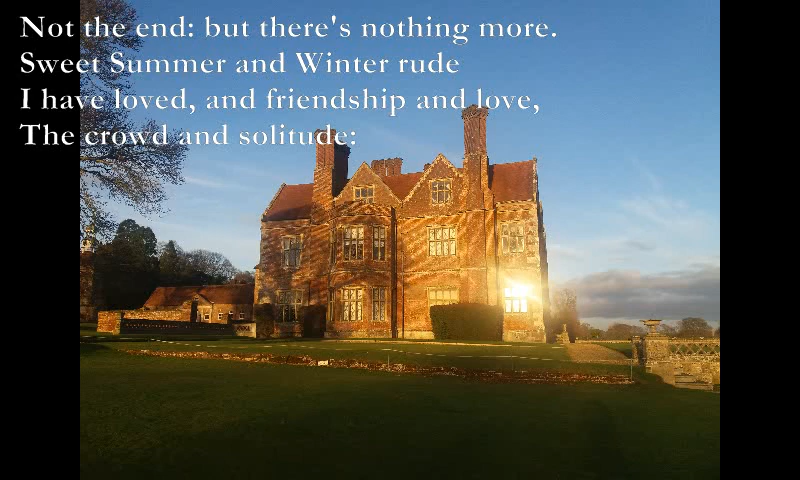 Not the end: but there's nothing more.
Sweet Summer and Winter rude
I have loved, and friendship and love,
The crowd and solitude: